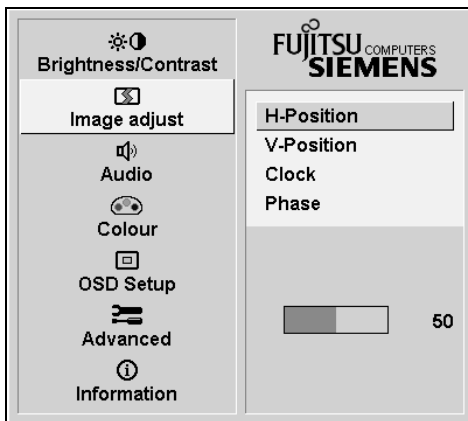 Brightness/Contrast
Image adjust
Audio
Colour
OSD Setup
Advanced
Information
FUJITSU COMPUTERS
SIEMENS
H-Position
V-Position
Clock
Phase
50